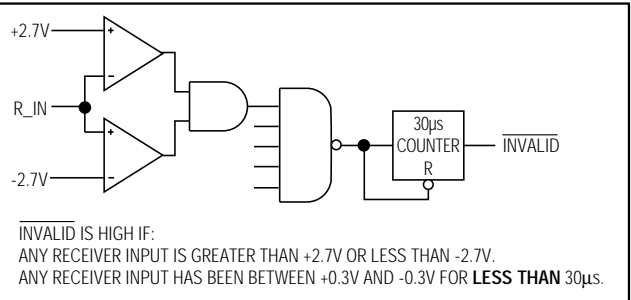 +2.7V
+
-
R_IN
+
-
-2.7V
30μs
COUNTER
R
INVALID
INVALID IS HIGH IF:
ANY RECEIVER INPUT IS GREATER THAN +2.7V OR LESS THAN -2.7V.
ANY RECEIVER INPUT HAS BEEN BETWEEN +0.3V AND -0.3V FOR LESS THAN 30μs.